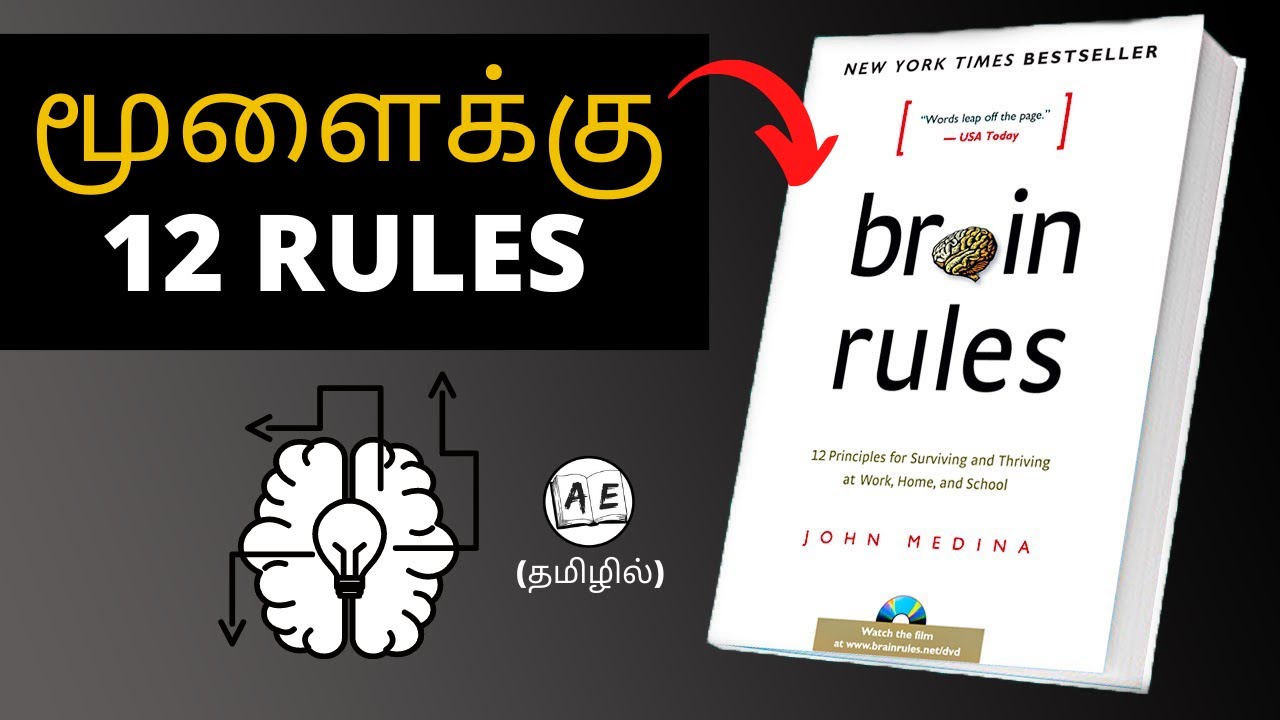 மூளைக்கு
12 RULES
A E
(தமிழில்)
NEW YORK TIMES BESTSELLER
“Words leap off the page.”
— USA Today
brain
rules
12 Principles for Surviving and Thriving
at Work, Home, and School
JOHN MEDINA
Watch the film
at www.brainrules.net/dvd